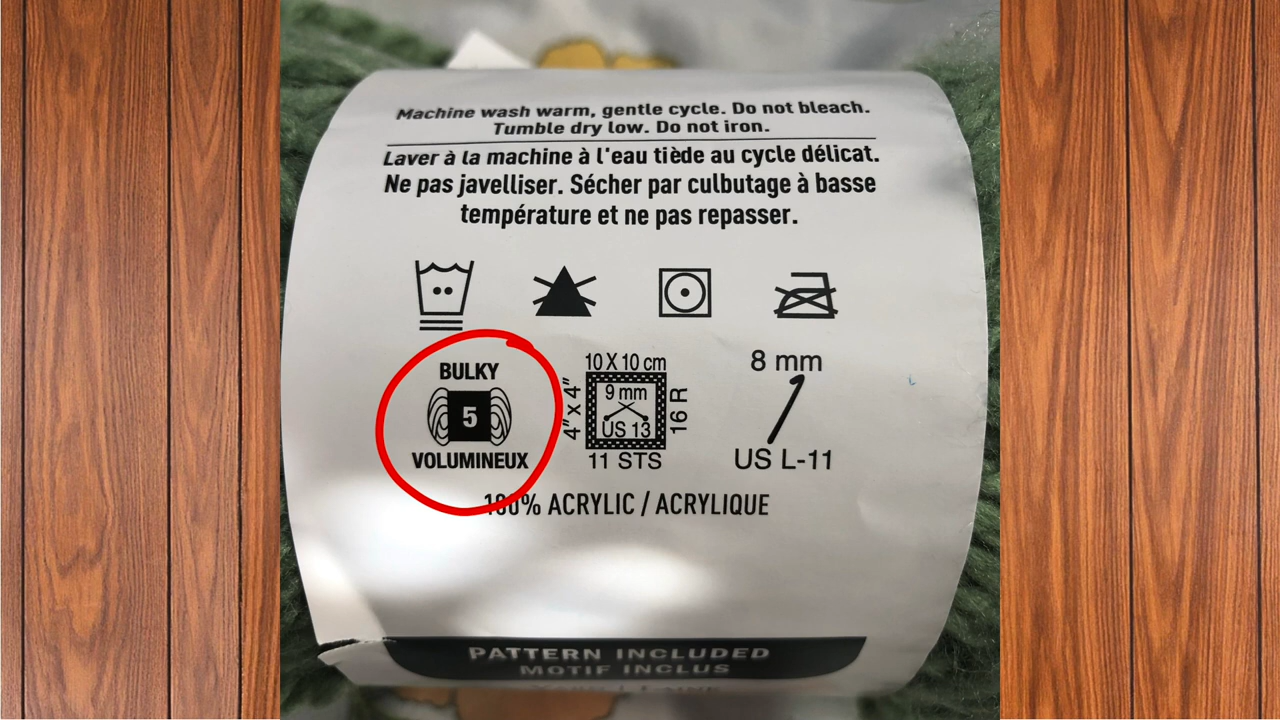 Machine wash warm, gentle cycle. Do not bleach.
Tumble dry low. Do not iron.
Laver à la machine à l'eau tiède au cycle délicat.
Ne pas javelliser. Sécher par culbutage à basse
température et ne pas repasser.
BULKY
5
VOLUMINEUX
10 X 10 cm
4" x 4"
9 mm
US 13
16 R
11 STS
8 mm
US L-11
100% ACRYLIC / ACRYLIQUE
PATTERN INCLUDED
MOTIF INCLUS